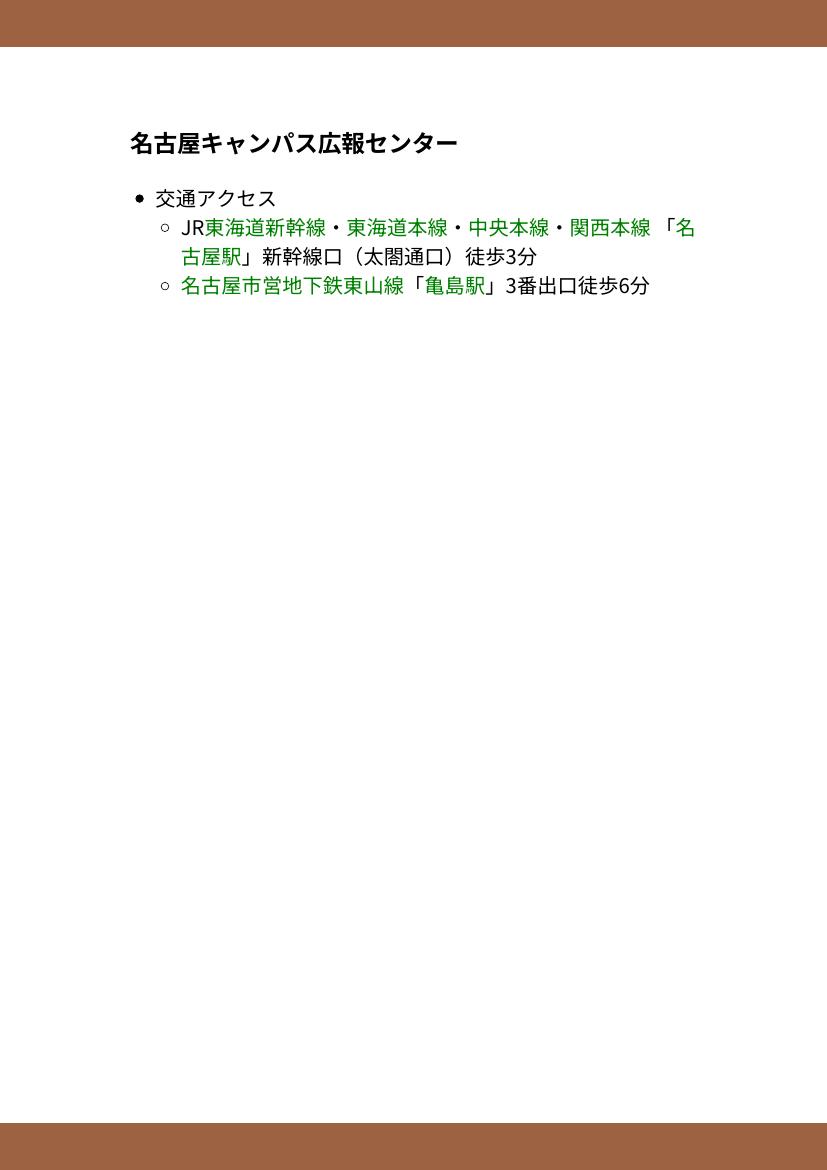 名古屋キャンパス広報センター
交通アクセス
JR東海道新幹線・東海道本線・中央本線・関西本線 「名
古屋駅」新幹線口（太閤通口）徒歩3分
名古屋市営地下鉄東山線「亀島駅」3番出口徒歩6分